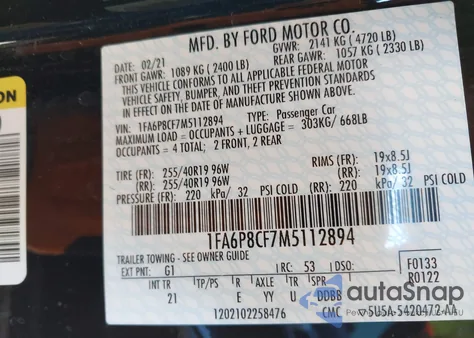 MFD. BY FORD MOTOR CO.
DATE: 02/21 GVWR: 2141 KG ( 4720 LB)
FRONT GAWR: 1089 KG ( 2400 LB) REAR GAWR: 1057 KG ( 2330 LB)
THIS VEHICLE CONFORMS TO ALL APPLICABLE FEDERAL MOTOR
VEHICLE SAFETY, BUMPER, AND THEFT PREVENTION STANDARDS
IN EFFECT ON THE DATE OF MANUFACTURE SHOWN ABOVE.
VIN: 1FA6P8CF7M5112894 TYPE: Passenger Car
MAXIMUM LOAD = OCCUPANTS + LUGGAGE = 303KG/ 668LB
OCCUPANTS = 4 TOTAL; 2 FRONT, 2 REAR
TIRE (FR): 255/40R19 96W RIMS (FR): 19x8.5J
(RR): 255/40R19 96W (RR): 19x8.5J
PRESSURE (FR): 220 kPa/ 32 PSI COLD (RR): 220 kPa/ 32 PSI COLD
1FA6P8CF7M5112894
TRAILER TOWING - SEE OWNER GUIDE
F0133
EXT PNT: G1 RC: 53 DSO: R0122
INT TR TP/PS R AXLE TR SPR
21 E YY U DDBB
1202102258476 CMC ▽5USA-5420472-AA
ON
autoSnap